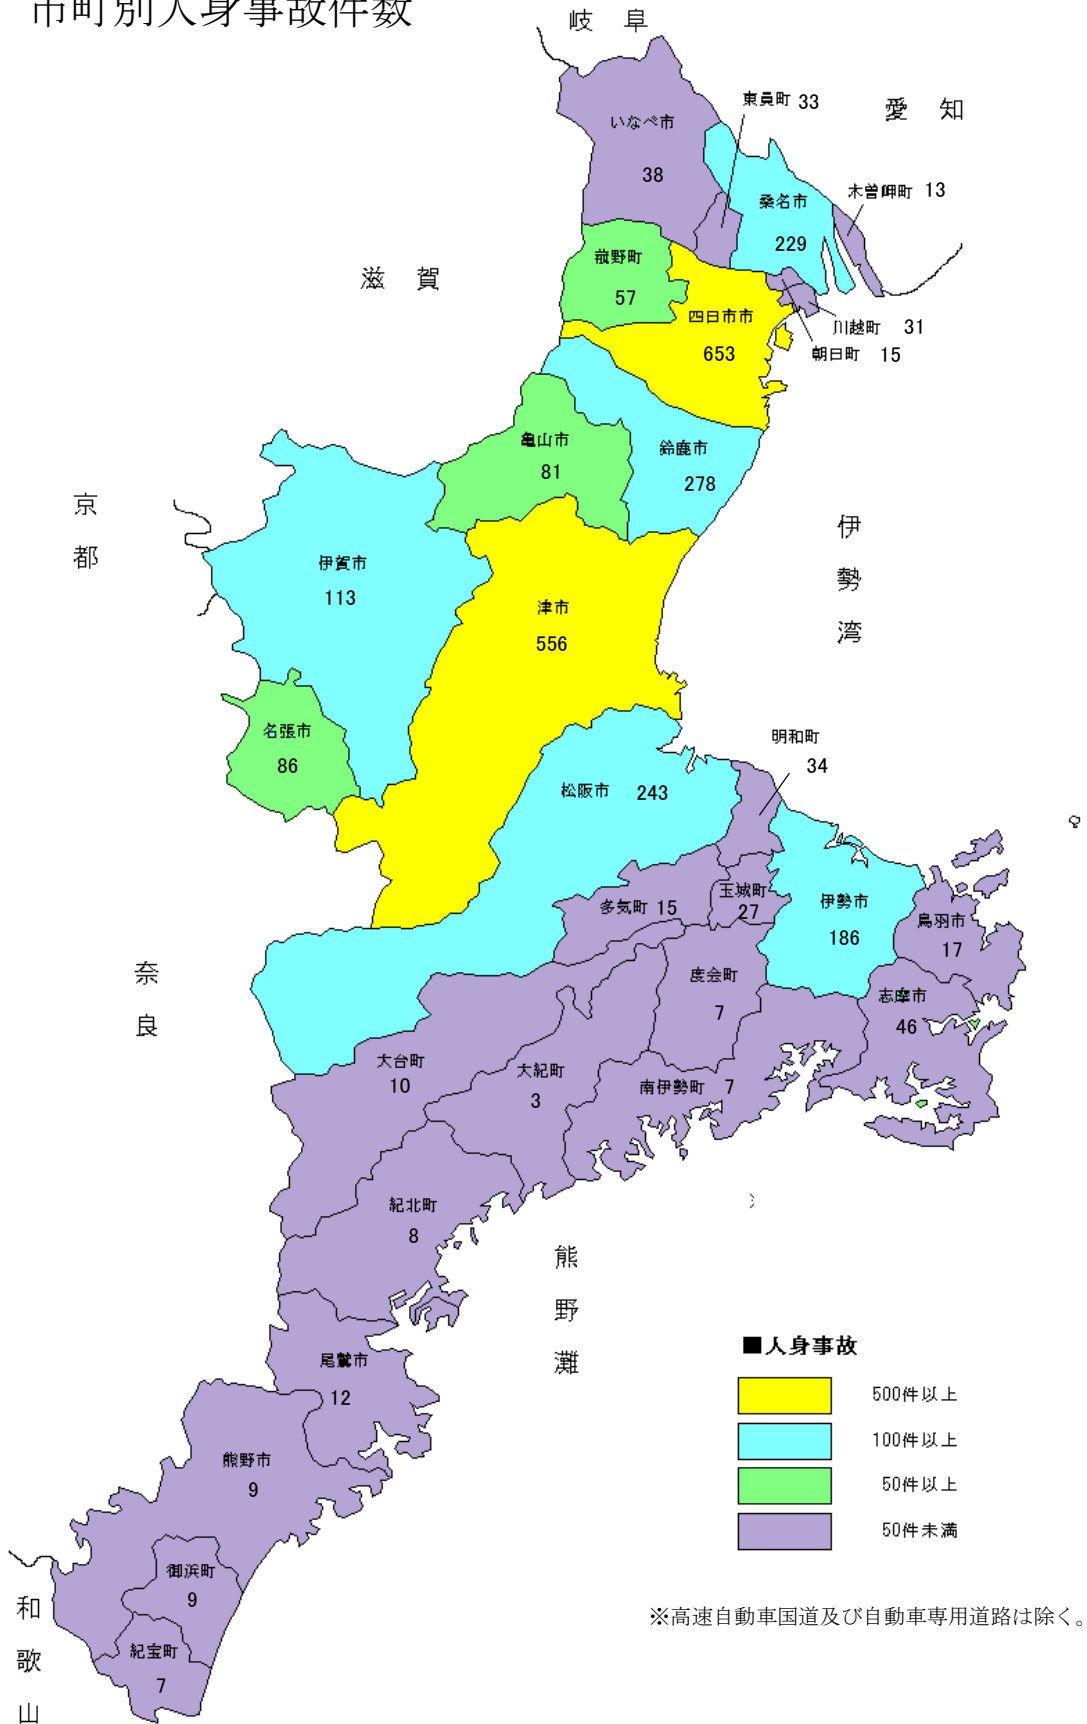 市町別人身事故件数
岐 阜
愛 知
東員町 33
いなべ市
38
木曽岬町 13
桑名市
229
滋 賀
菰野町
57
四日市市
653
川越町 31
朝日町 15
亀山市
81
鈴鹿市
278
京都
伊勢湾
伊賀市
113
津市
556
名張市
86
明和町
34
松阪市 243
玉城町
27
多気町 15
伊勢市
186
鳥羽市
17
奈良
度会町
7
志摩市
46
大台町
10
大紀町
3
南伊勢町 7
紀北町
8
熊野灘
尾鷲市
12
■人身事故
500件以上
100件以上
50件以上
50件未満
熊野市
9
御浜町
9
紀宝町
7
和歌山
※高速自動車国道及び自動車専用道路は除く。